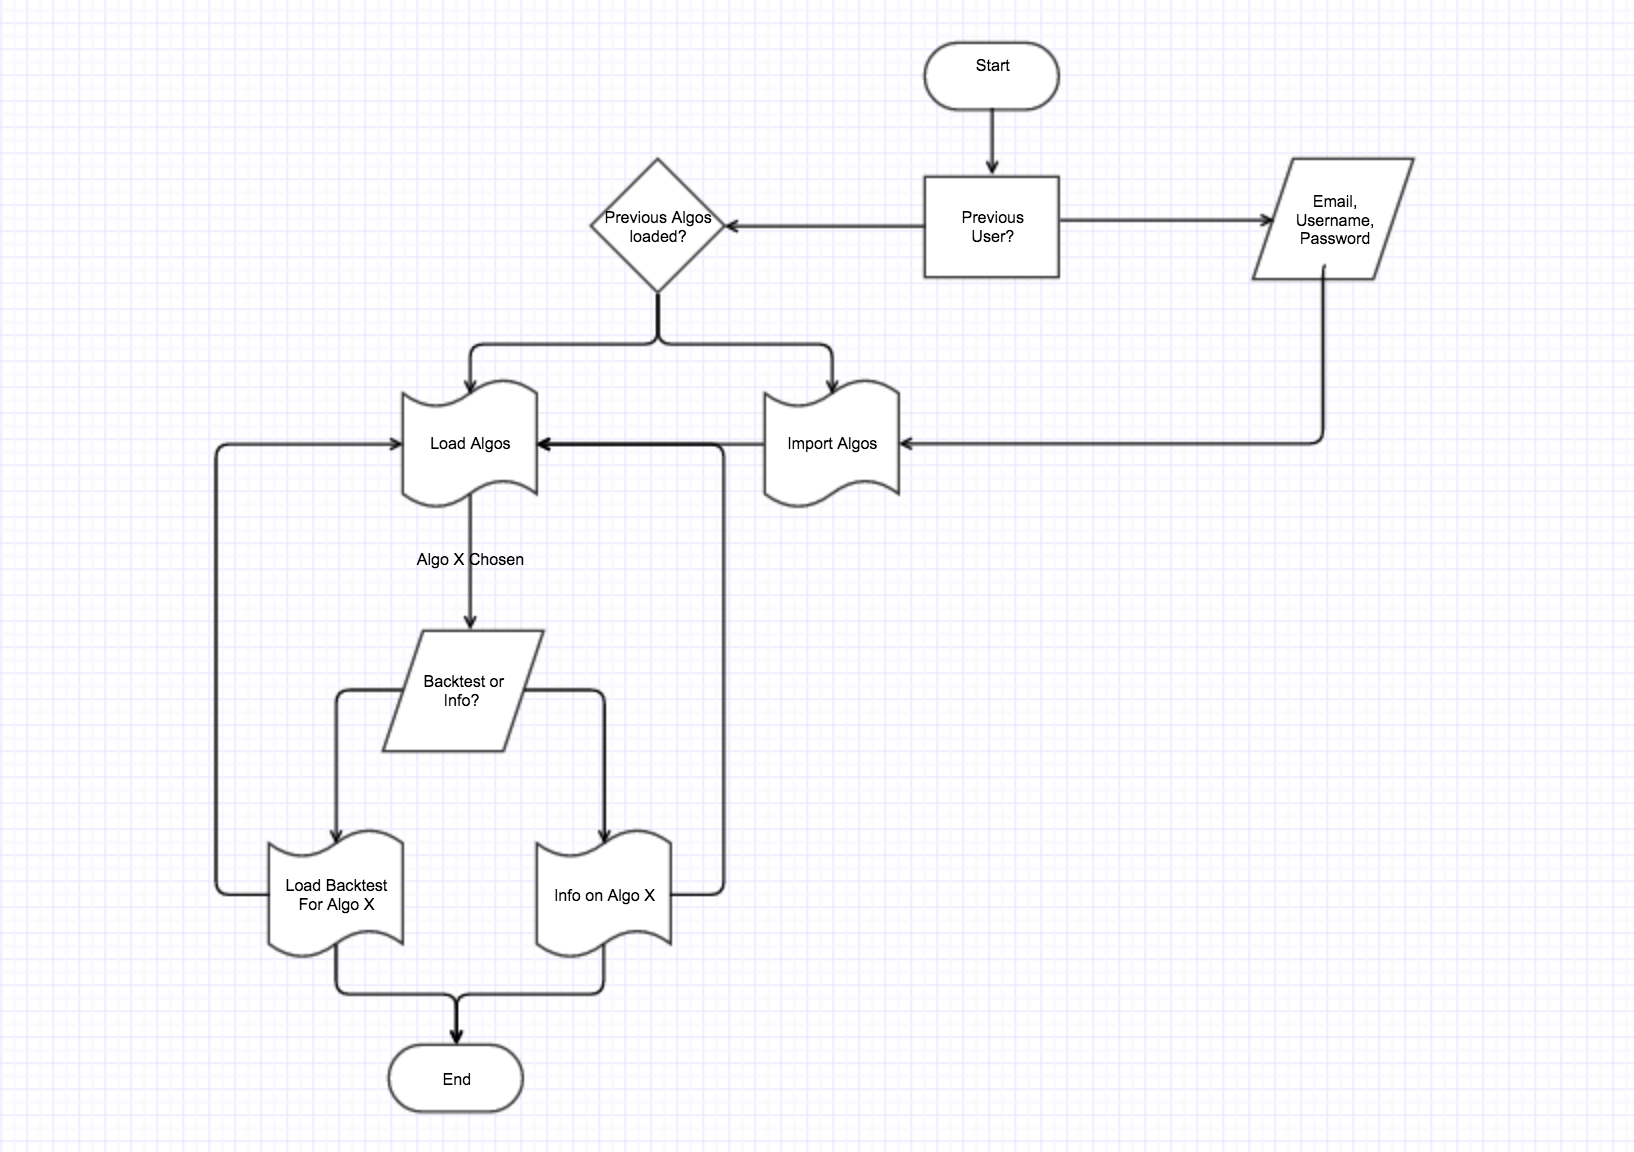 Start
Previous Algos
loaded?
Previous
User?
Email,
Username,
Password
Load Algos
Import Algos
Algo X Chosen
Backtest or
Info?
Load Backtest
For Algo X
Info on Algo X
End